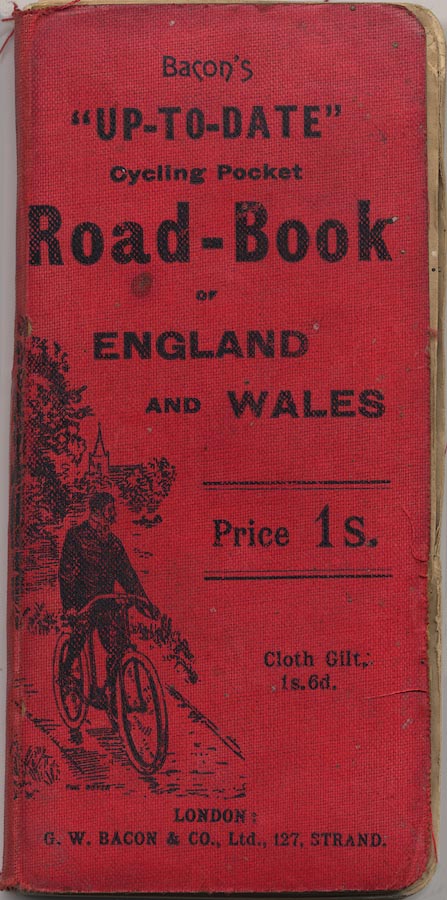 Bacon's
"UP-TO-DATE"
Cycling Pocket
Road-Book
OF
ENGLAND
AND WALES
Price 1s.
Cloth Gilt,
1s.6d.
LONDON:
G. W. BACON & CO., Ltd., 127, STRAND.